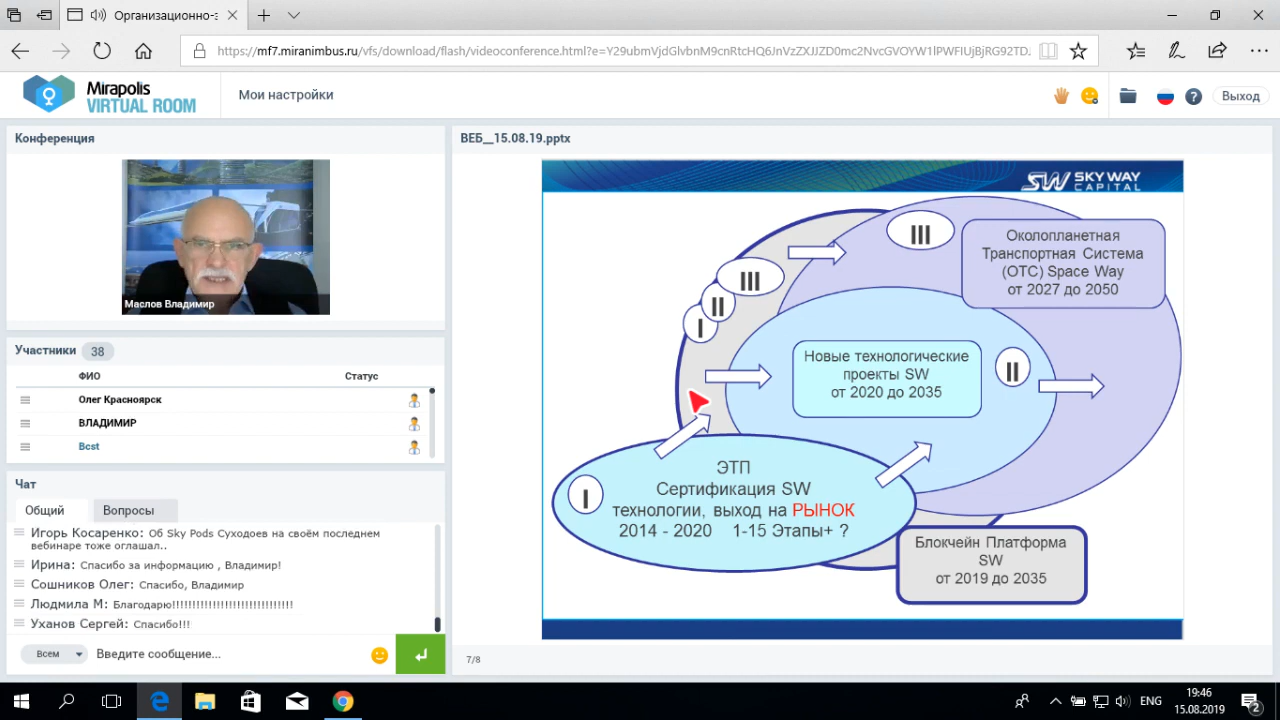 Организационно-э
https://mf7.miranimbus.ru/vfs/download/flash/videoconference.html?e=Y29ubmVjdGlvbnM9cnRtcHQ6JnVzZXJJZD0mc2NvcGVOYW1lPWFIUjBjRG92TDJ
Mirapolis
VIRTUAL ROOM
Мои настройки
Выход
Конференция
Маслов Владимир
Участники 38
ФИО Статус
Олег Красноярск
ВЛАДИМИР
Bcst
Чат
Общий Вопросы
Игорь Косаренко: Об Sky Pods Суходоев на своём последнем
вебинаре тоже оглашал..
Ирина: Спасибо за информацию , Владимир!
Сошников Олег: Спасибо, Владимир
Людмила М: Благодарю!!!!!!!!!!!!!!!!!!!!!!!!!!!!!!
Уханов Сергей: Спасибо!!!
Всем Введите сообщение...
ВЕБ__15.08.19.pptx
SW SKY WAY
CAPITAL
III
Околопланетная
Транспортная Система
(ОТС) Space Way
от 2027 до 2050
III
II
I
Новые технологические
проекты SW
от 2020 до 2035
II
I
ЭТП
Сертификация SW
технологии, выход на РЫНОК
2014 - 2020 1-15 Этапы+ ?
Блокчейн Платформа
SW
от 2019 до 2035
7/8
ENG
19:46
15.08.2019
2